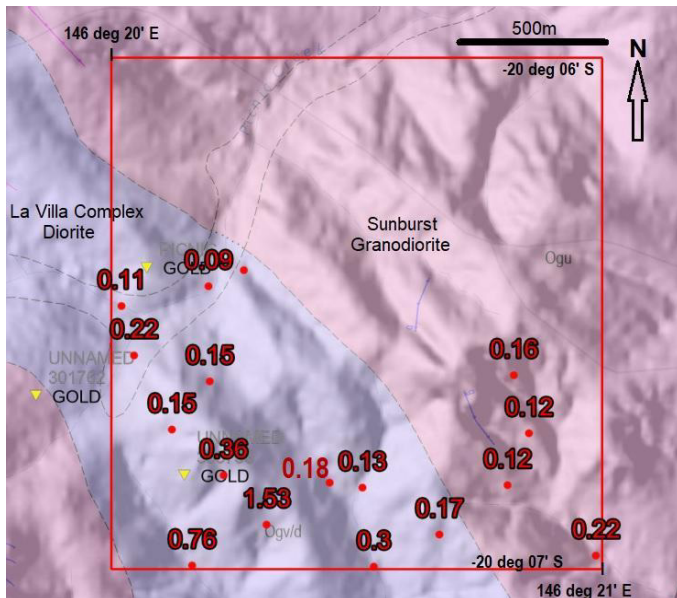 146 deg 20' E
500m
N
-20 deg 06' S
La Villa Complex
Diorite
Sunburst
Granodiorite
Ogu
GOLD
0.09
0.11
0.22
UNNAMED
301762
GOLD
0.15
0.16
0.15
0.12
UNNAMED
0.36
GOLD
0.18
0.13
0.12
1.53
Ogv/d
0.17
0.76
0.3
0.22
-20 deg 07' S
146 deg 21' E